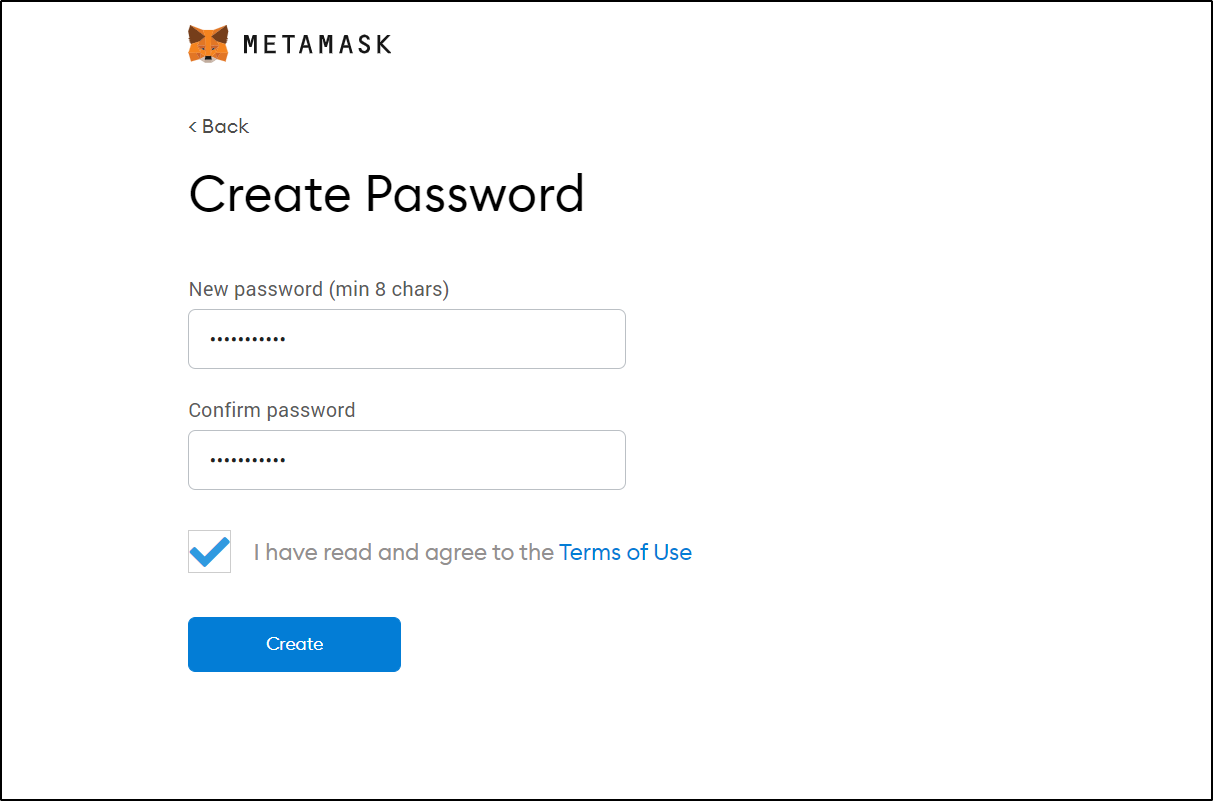 METAMASK
< Back
Create Password
New password (min 8 chars)
•••••••••••
Confirm password
•••••••••••
I have read and agree to the Terms of Use
Create